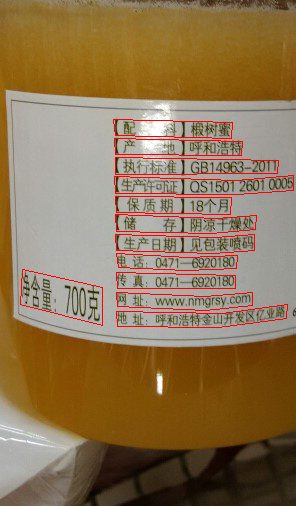 【配 料】椴树蜜
【产 地】呼和浩特
【执行标准】GB14963-2011
【生产许可证】QS1501 2601 0005
【保质期】18个月
【储 存】阴凉干燥处
【生产日期】见包装喷码
电 话：0471—6920180
传 真：0471—6920180
网 址：www.nmgrsy.com
地 址：呼和浩特金山开发区亿业路
净含量：700克